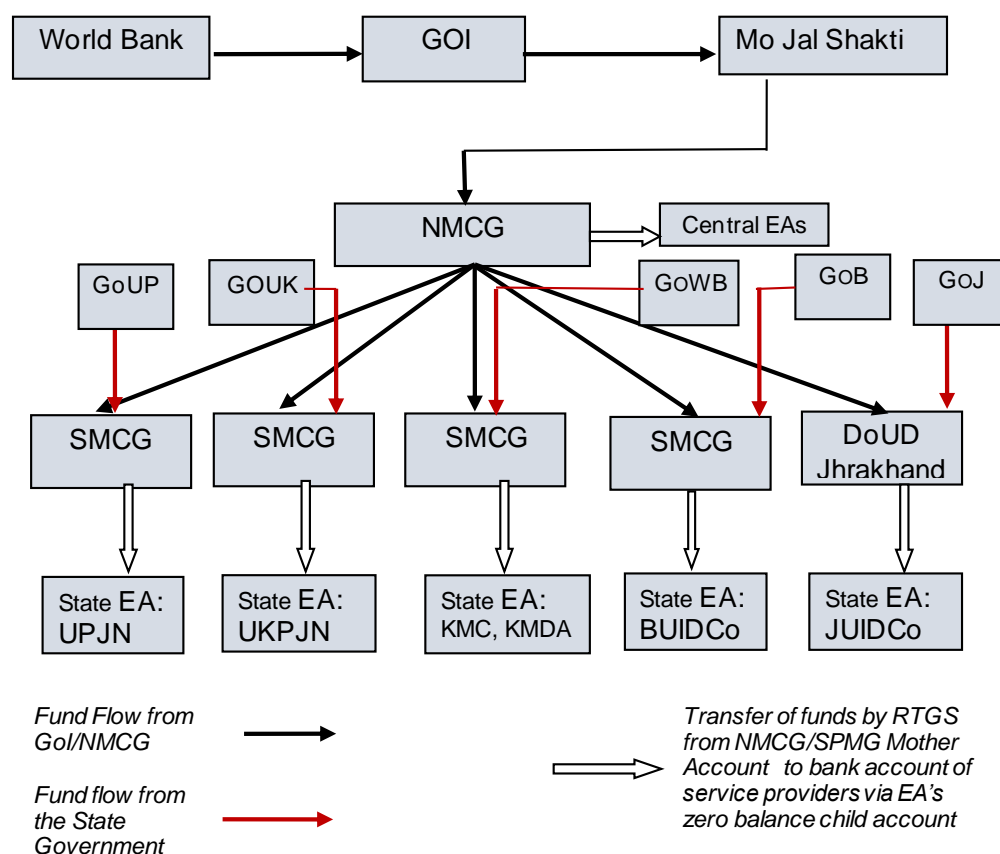 World Bank
GOI
Mo Jal Shakti
NMCG
Central EAs
GoUP
GOUK
GoWB
GoB
GoJ
SMCG
SMCG
SMCG
SMCG
DoUD
Jhrakhand
State EA:
UPJN
State EA:
UKPJN
State EA:
KMC, KMDA
State EA:
BUIDCo
State EA:
JUIDCo
Fund Flow from
GoI/NMCG
Fund flow from
the State
Government
Transfer of funds by RTGS
from NMCG/SPMG Mother
Account to bank account of
service providers via EA's
zero balance child account